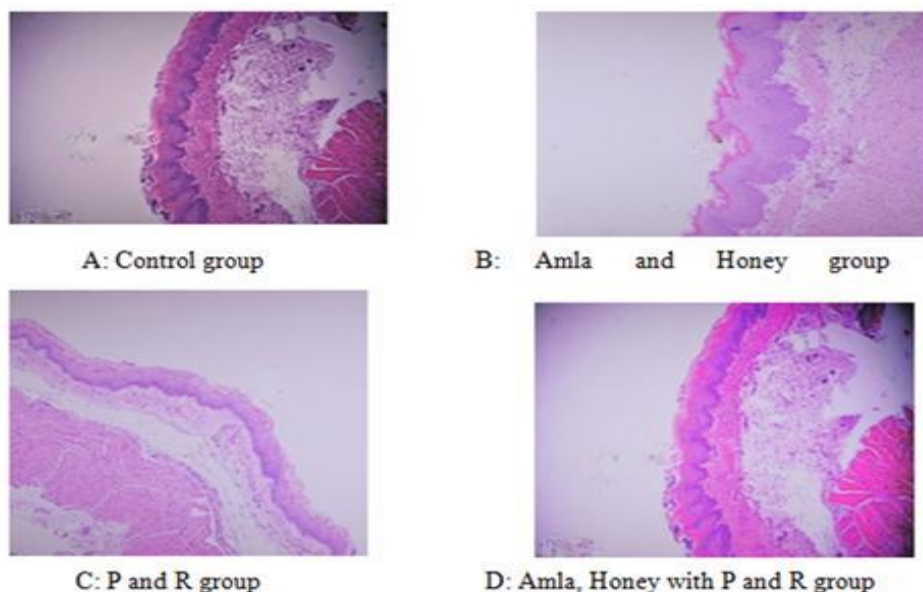 A: Control group
B: Amla and Honey group
C: P and R group
D: Amla, Honey with P and R group